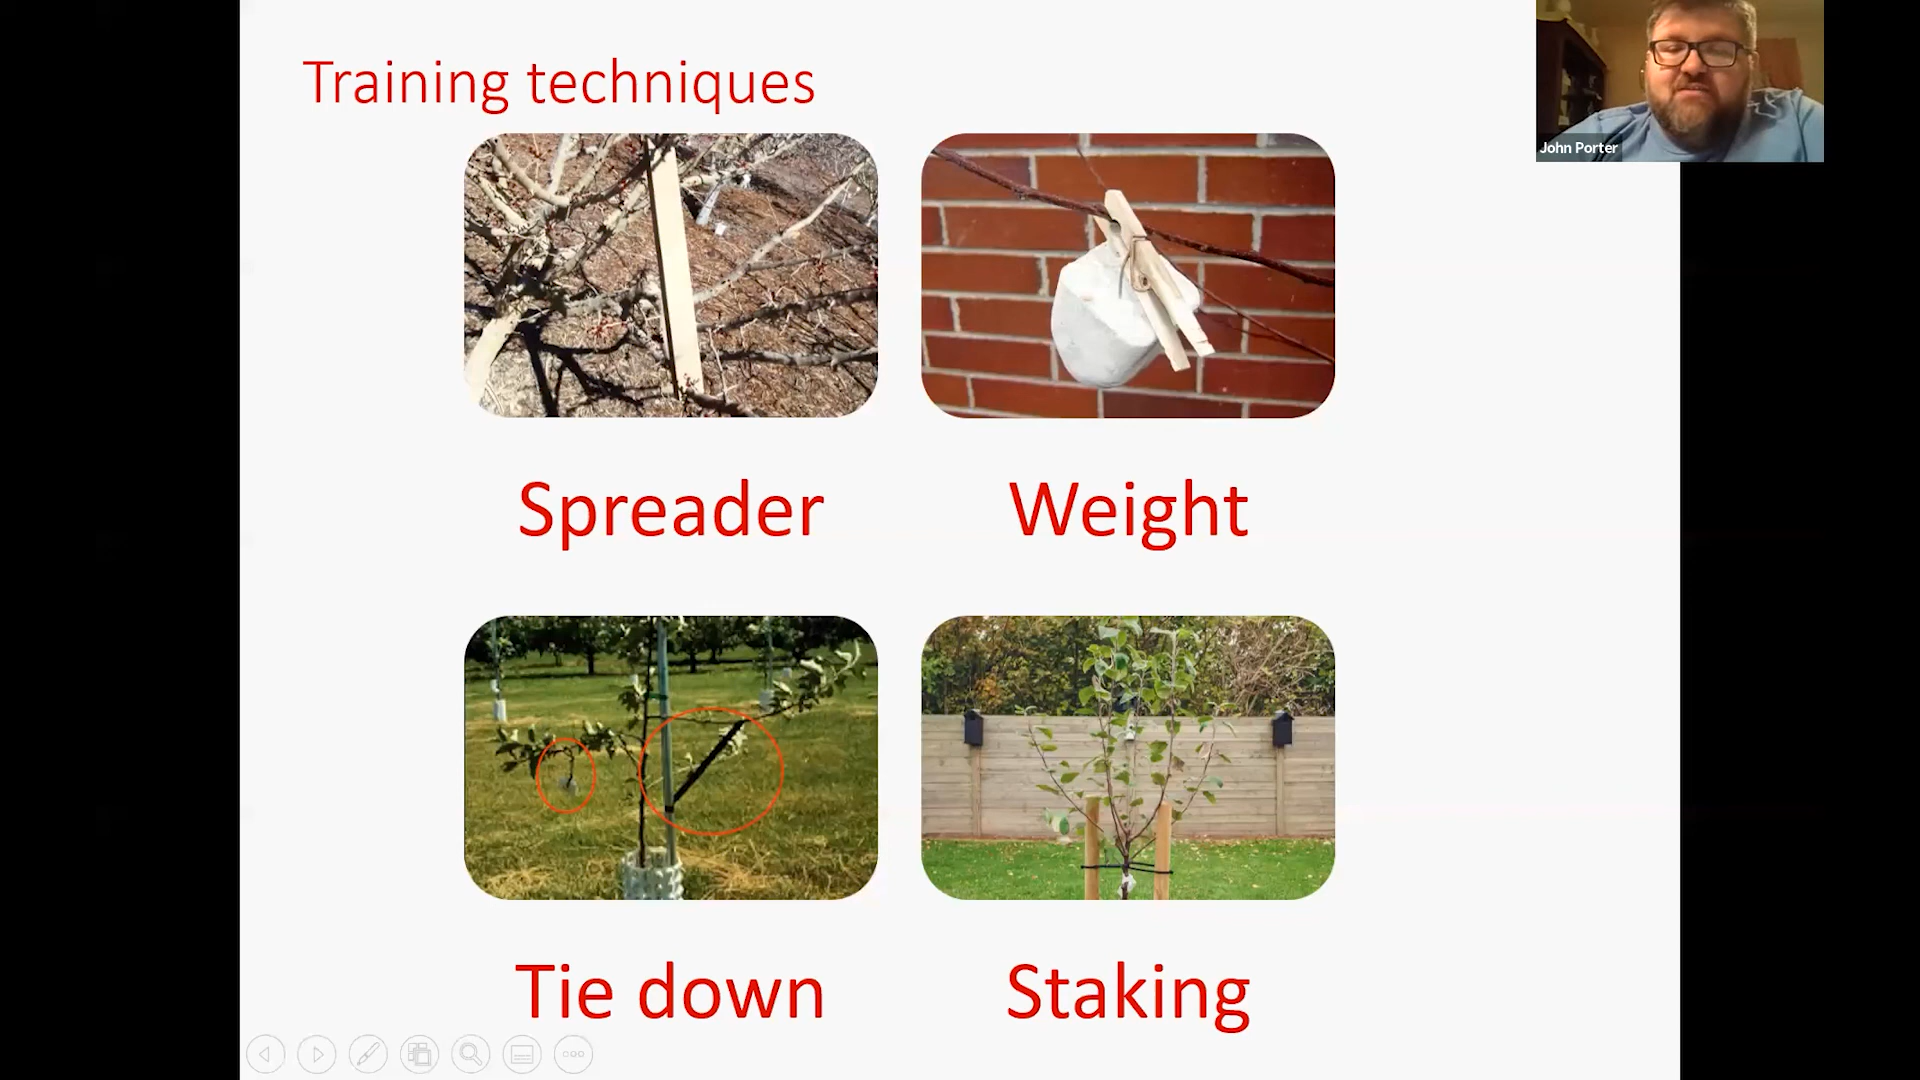 Training techniques
John Porter
Spreader
Weight
Tie down
Staking